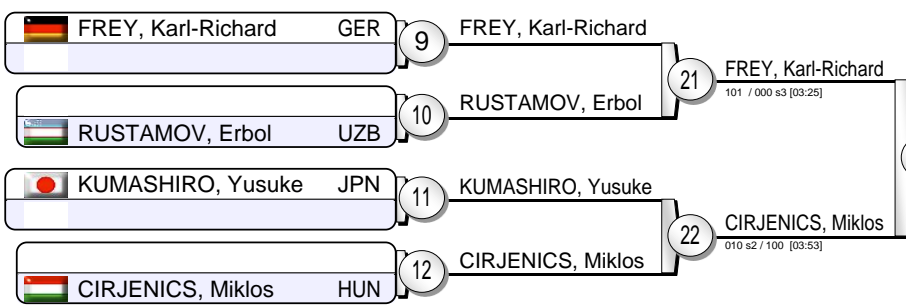 FREY, Karl-Richard GER
9
FREY, Karl-Richard
21
FREY, Karl-Richard
101 / 000 s3 [03:25]
RUSTAMOV, Erbol UZB
10
RUSTAMOV, Erbol
KUMASHIRO, Yusuke JPN
11
KUMASHIRO, Yusuke
22
CIRJENICS, Miklos
010 s2 / 100 [03:53]
CIRJENICS, Miklos HUN
12
CIRJENICS, Miklos